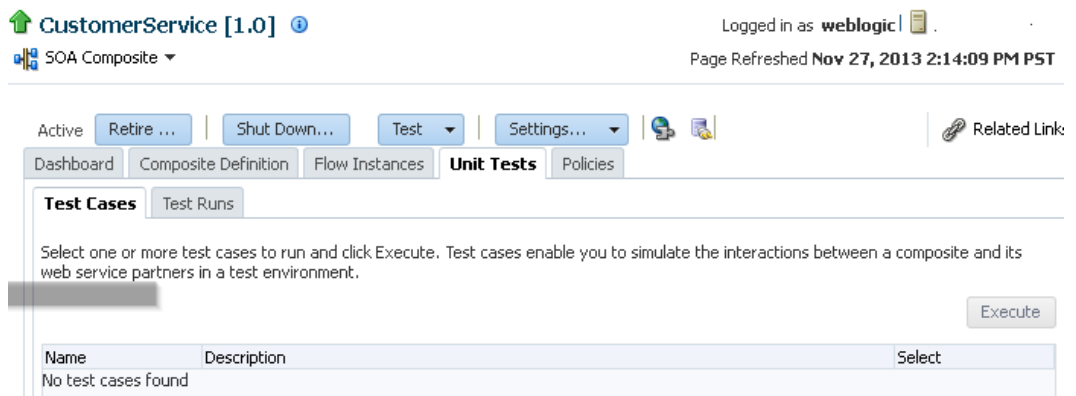 CustomerService [1.0]
Logged in as weblogic
SOA Composite
Page Refreshed Nov 27, 2013 2:14:09 PM PST
Active Retire ... Shut Down... Test Settings... Related Links
Dashboard Composite Definition Flow Instances Unit Tests Policies
Test Cases Test Runs
Select one or more test cases to run and click Execute. Test cases enable you to simulate the interactions between a composite and its
web service partners in a test environment.
Execute
Name Description Select
No test cases found